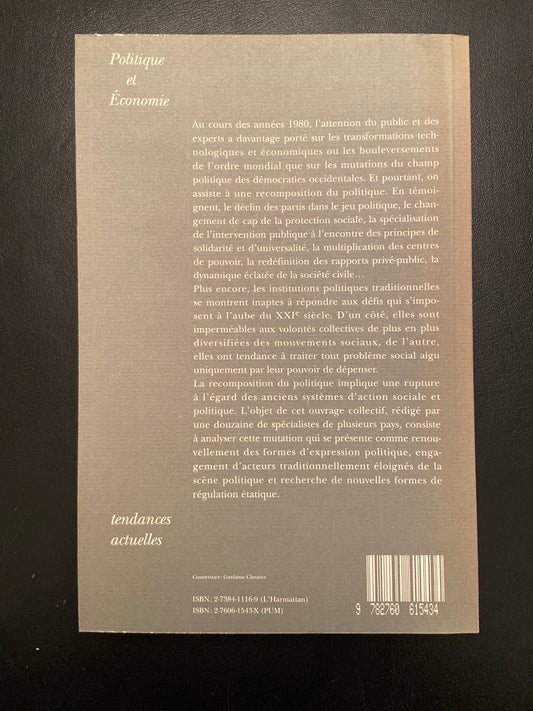 Politique
et
Économie
Au cours des années 1980, l'attention du public et des
experts a davantage porté sur les transformations tech-
nologiques et économiques ou les bouleversements
de l'ordre mondial que sur les mutations du champ
politique des démocraties occidentales. Et pourtant, on
assiste à une recomposition du politique. En témoi-
gnent, le déclin des partis dans le jeu politique, le chan-
gement de cap de la protection sociale, la spécialisation
de l'intervention publique à l'encontre des principes de
solidarité et d'universalité, la multiplication des centres
de pouvoir, la redéfinition des rapports privé-public, la
dynamique éclatée de la société civile…
Plus encore, les institutions politiques traditionnelles
se montrent inaptes à répondre aux défis qui s'impo-
sent à l'aube du XXIe siècle. D'un côté, elles sont
imperméables aux volontés collectives de plus en plus
diversifiées des mouvements sociaux, de l'autre,
elles ont tendance à traiter tout problème social aigu
uniquement par leur pouvoir de dépenser.
La recomposition du politique implique une rupture
à l'égard des anciens systèmes d'action sociale et
politique. L'objet de cet ouvrage collectif, rédigé par
une douzaine de spécialistes de plusieurs pays, consiste
à analyser cette mutation qui se présente comme renou-
vellement des formes d'expression politique, enga-
gement d'acteurs traditionnellement éloignés de la
scène politique et recherche de nouvelles formes de
régulation étatique.
tendances
actuelles
Couverture: Guylaine Cloutier
ISBN: 2-7384-1116-9 (L'Harmattan)
ISBN: 2-7606-1543-X (PUM)
9 782760 615434